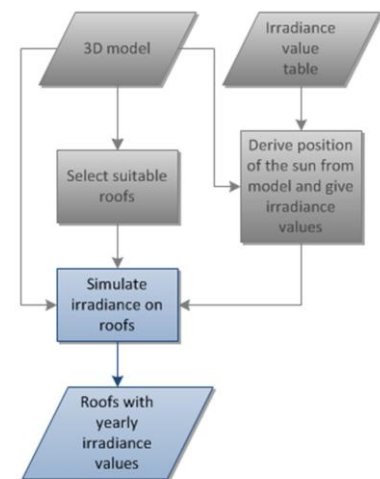 3D model
Irradiance
value
table
Select suitable
roofs
Derive position
of the sun from
model and give
irradiance
values
Simulate
irradiance on
roofs
Roofs with
yearly
irradiance
values